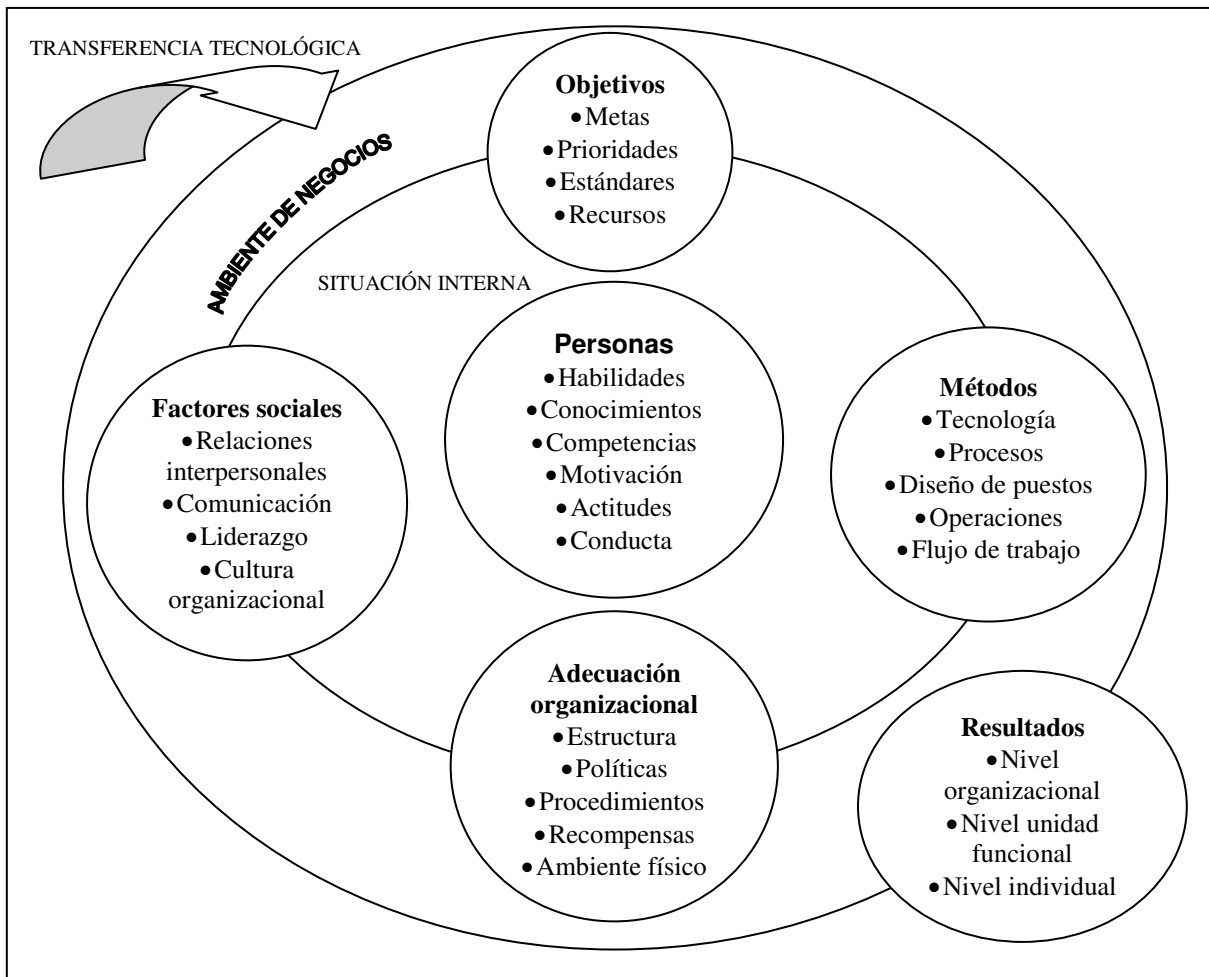 TRANSFERENCIA TECNOLÓGICA
AMBIENTE DE NEGOCIOS
SITUACIÓN INTERNA
Objetivos
•Metas
•Prioridades
•Estándares
•Recursos
Factores sociales
•Relaciones
interpersonales
•Comunicación
•Liderazgo
•Cultura
organizacional
Personas
•Habilidades
•Conocimientos
•Competencias
•Motivación
•Actitudes
•Conducta
Métodos
•Tecnología
•Procesos
•Diseño de puestos
•Operaciones
•Flujo de trabajo
Adecuación
organizacional
•Estructura
•Políticas
•Procedimientos
•Recompensas
•Ambiente físico
Resultados
•Nivel
organizacional
•Nivel unidad
funcional
•Nivel individual